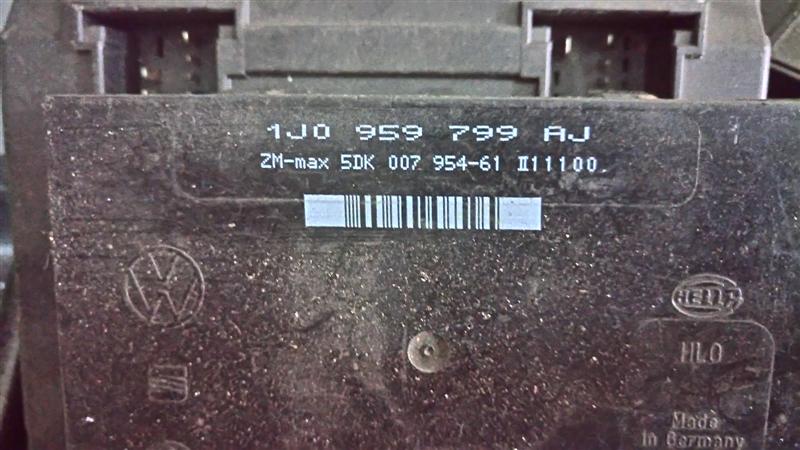 1J0 959 799 AJ
ZM-max 5DK 007 954-61 II11100
HELLA
HLO
Made
in Germany